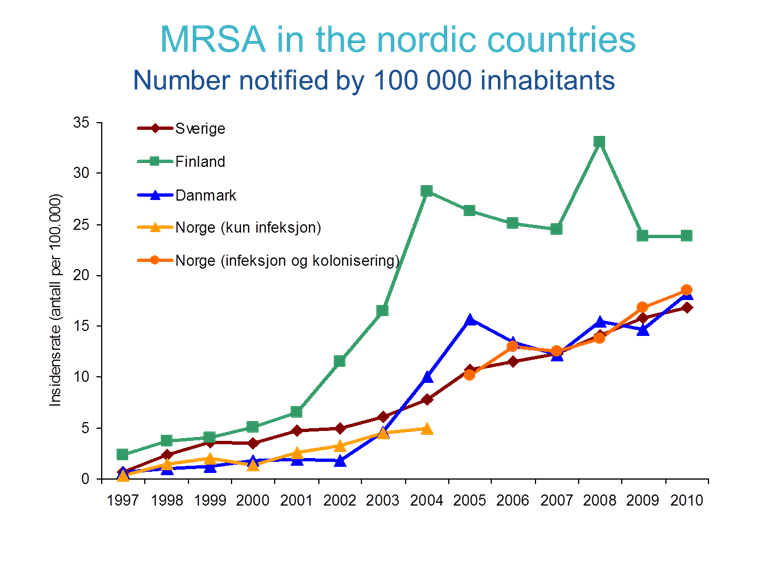 MRSA in the nordic countries
Number notified by 100 000 inhabitants
Insidensrate (antall per 100.000)
35
30
25
20
15
10
5
0
Sverige
Finland
Danmark
Norge (kun infeksjon)
Norge (infeksjon og kolonisering)
1997 1998 1999 2000 2001 2002 2003 2004 2005 2006 2007 2008 2009 2010